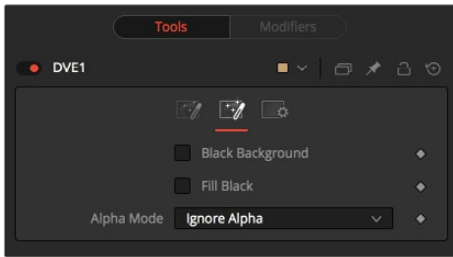 Tools Modifiers
DVE1
Black Background
Fill Black
Alpha Mode Ignore Alpha